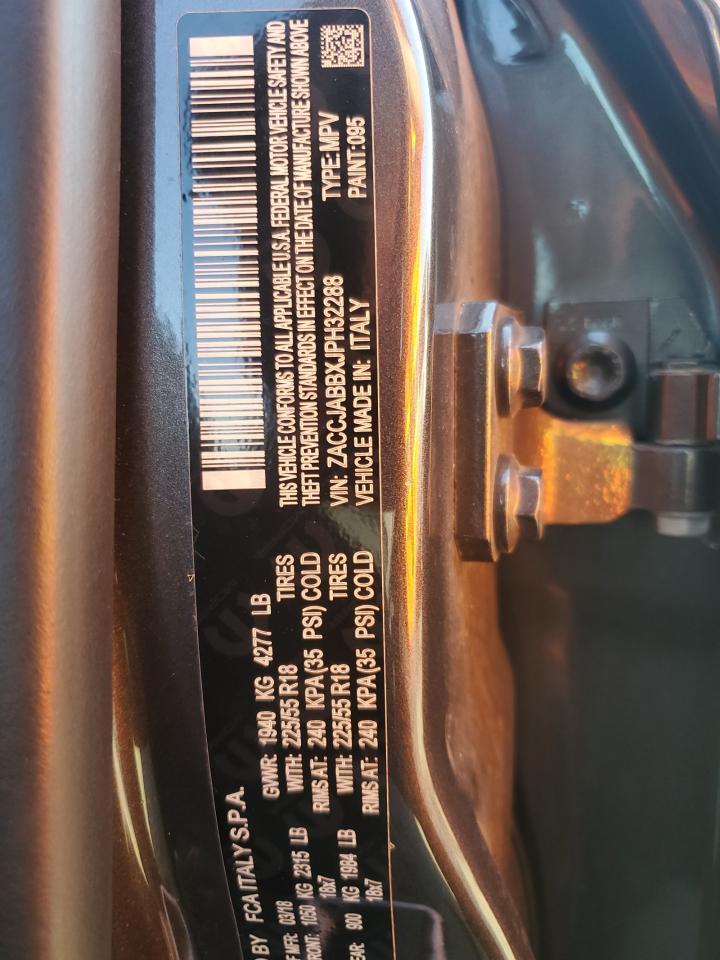 D BY FCA ITALY S.P.A.
F MFR: 03/18 GVWR: 1940 KG 4277 LB
RONT: 1050 KG 2315 LB WITH: 225/55 R18 TIRES
18x7 RIMS AT: 240 KPA(35 PSI) COLD
EAR: 900 KG 1984 LB WITH: 225/55 R18 TIRES
18x7 RIMS AT: 240 KPA(35 PSI) COLD
THIS VEHICLE CONFORMS TO ALL APPLICABLE U.S.A. FEDERAL MOTOR VEHICLE SAFETY AND
THEFT PREVENTION STANDARDS IN EFFECT ON THE DATE OF MANUFACTURE SHOWN ABOVE
VIN: ZACCJABBXJPH32288 TYPE: MPV
VEHICLE MADE IN: ITALY PAINT: 095